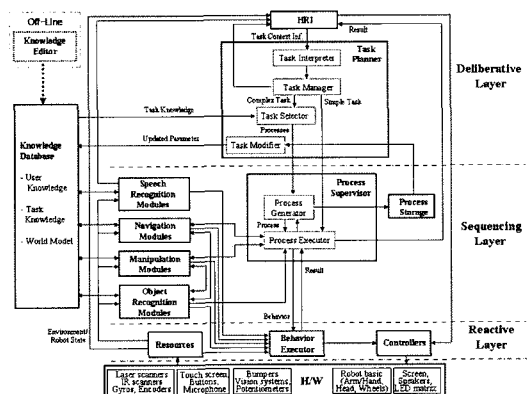 Off-Line
Knowledge
Editor
HRI
Result
Task Context Inf.
Task
Planner
Task Interpreter
Task Manager
Deliberative
Layer
Complex Task
Simple Task
Task Knowledge
Task Selector
Processes
Updated Parameter
Task Modifier
Knowledge
Database
- User
Knowledge
- Task
Knowledge
- World Model
Speech
Recognition
Modules
Process
Supervisor
Process
Generator
Process
Storage
Navigation
Modules
Process
Process Executor
Sequencing
Layer
Manipulation
Modules
Result
Object
Recognition
Modules
Behavior
Environment/
Robot State
Resources
Behavior
Executor
Controllers
Reactive
Layer
Laser scanners
IR scanners
Gyros, Encoders
Touch screen,
Buttons,
Microphone
Bumpers
Vision systems,
Potentiometers
H/W
Robot basic
(Arm/Hand,
Head, Wheels)
Screen,
Speakers,
LED matrix